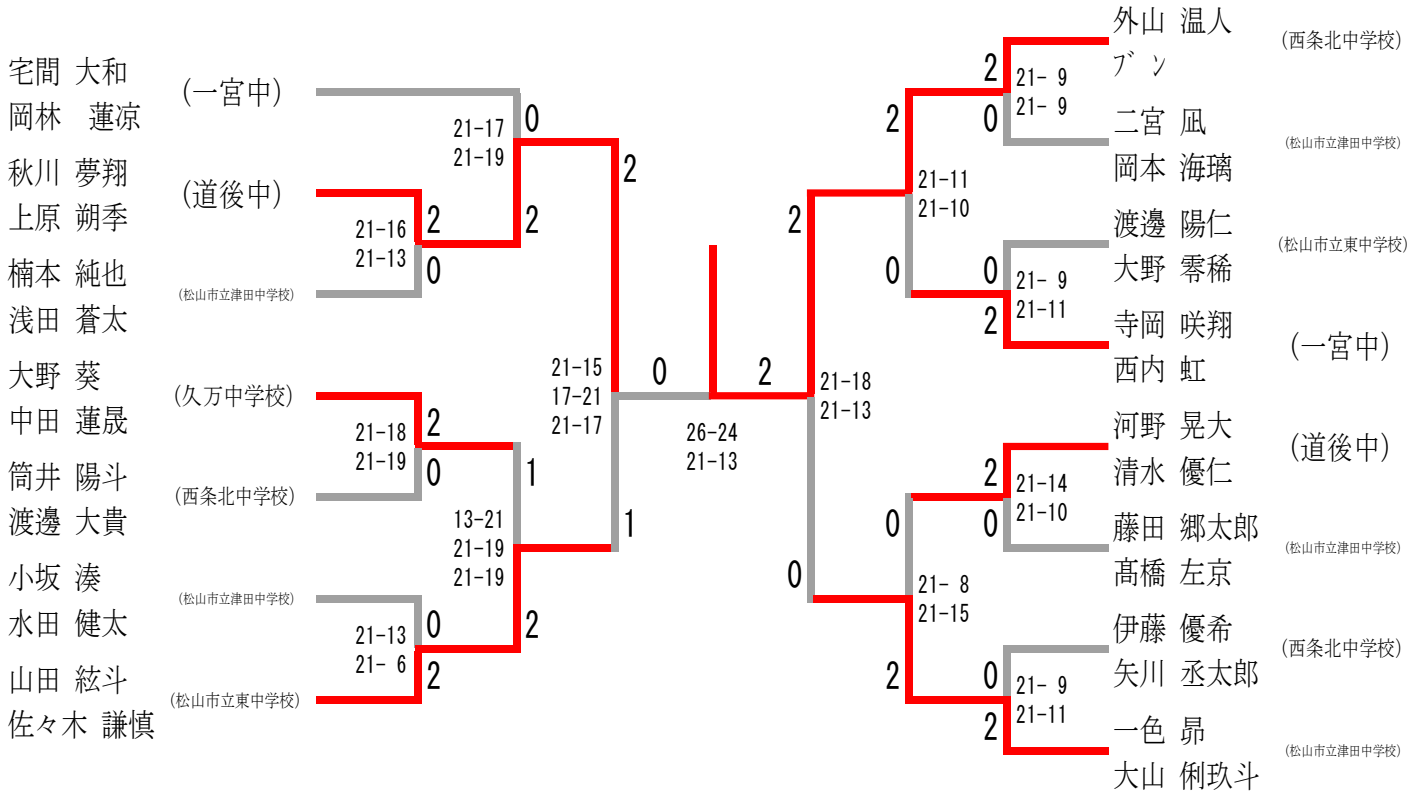 宅間 大和
岡林 蓮凉
(一宮中)
秋川 夢翔
上原 朔季
(道後中)
楠本 純也
浅田 蒼太
(松山市立津田中学校)
大野 葵
中田 蓮晟
(久万中学校)
筒井 陽斗
渡邊 大貴
(西条北中学校)
小坂 湊
水田 健太
(松山市立津田中学校)
山田 絃斗
佐々木 謙慎
(松山市立東中学校)
21-17
21-19
0
2
21-16
21-13
2
0
21-18
21-19
2
0
21-13
21- 6
0
2
13-21
21-19
21-19
1
2
21-15
17-21
21-17
2
1
0
2
26-24
21-13
21-18
21-13
2
0
21-11
21-10
2
0
21- 8
21-15
0
2
21- 9
21- 9
2
0
21- 9
21-11
0
2
21-14
21-10
2
0
21- 9
21-11
0
2
外山 温人
ブン
(西条北中学校)
二宮 凪
岡本 海璃
(松山市立津田中学校)
渡邊 陽仁
大野 零稀
(松山市立東中学校)
寺岡 咲翔
西内 虹
(一宮中)
河野 晃大
清水 優仁
(道後中)
藤田 郷太郎
髙橋 左京
(松山市立津田中学校)
伊藤 優希
矢川 丞太郎
(西条北中学校)
一色 昴
大山 俐玖斗
(松山市立津田中学校)